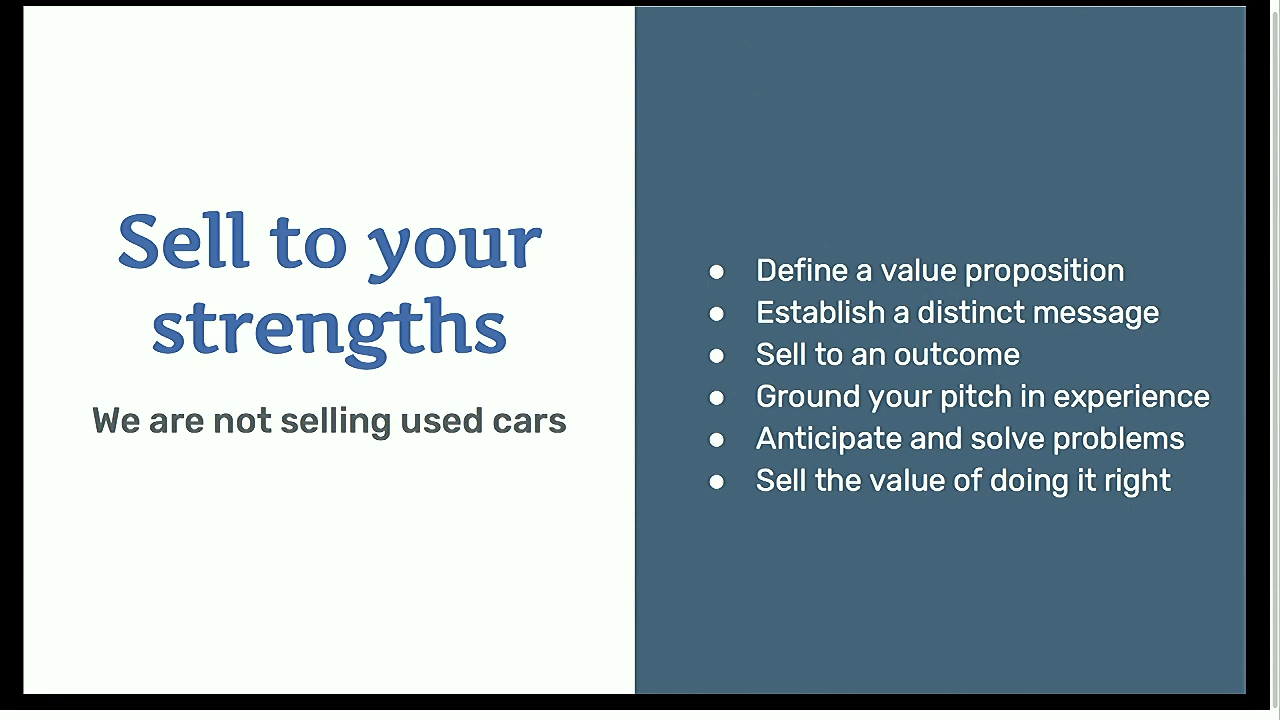 Sell to your
strengths
We are not selling used cars
● Define a value proposition
● Establish a distinct message
● Sell to an outcome
● Ground your pitch in experience
● Anticipate and solve problems
● Sell the value of doing it right